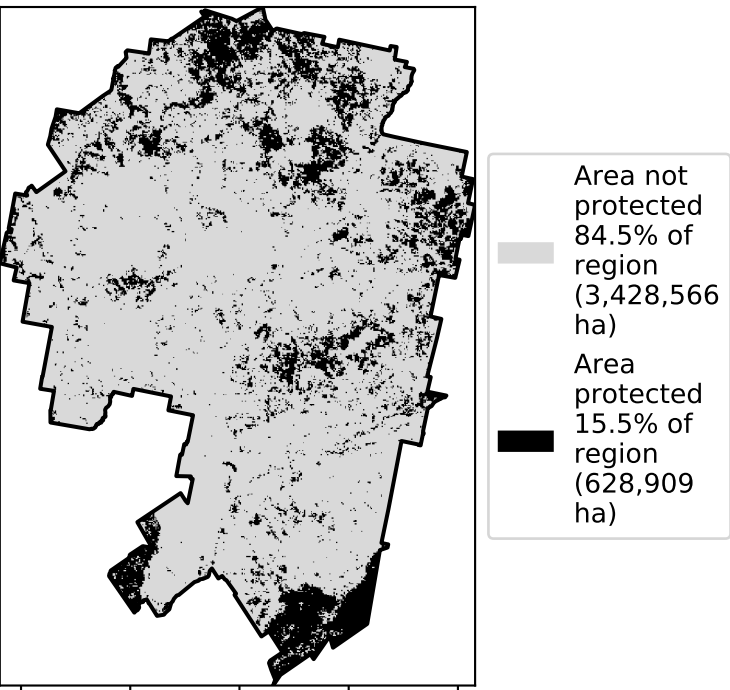 Area not
protected
84.5% of
region
(3,428,566
ha)
Area
protected
15.5% of
region
(628,909
ha)